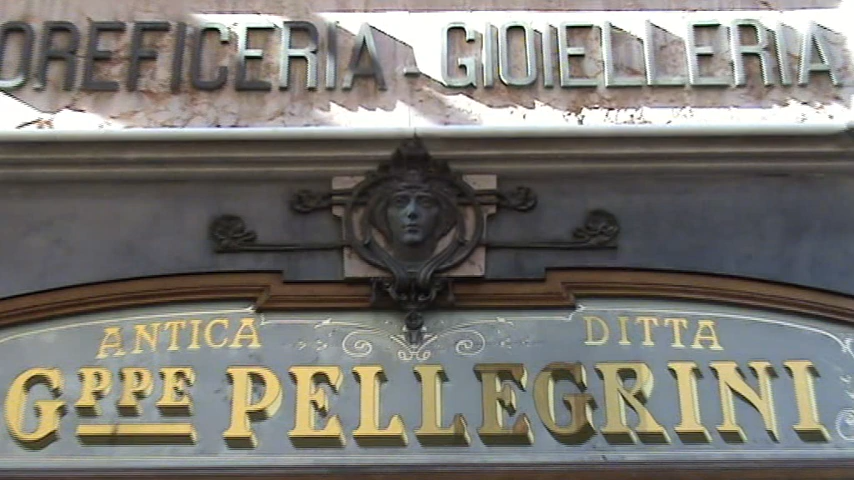 OREFICERIA - GIOIELLERIA
ANTICA DITTA
GPPE PELLEGRINI